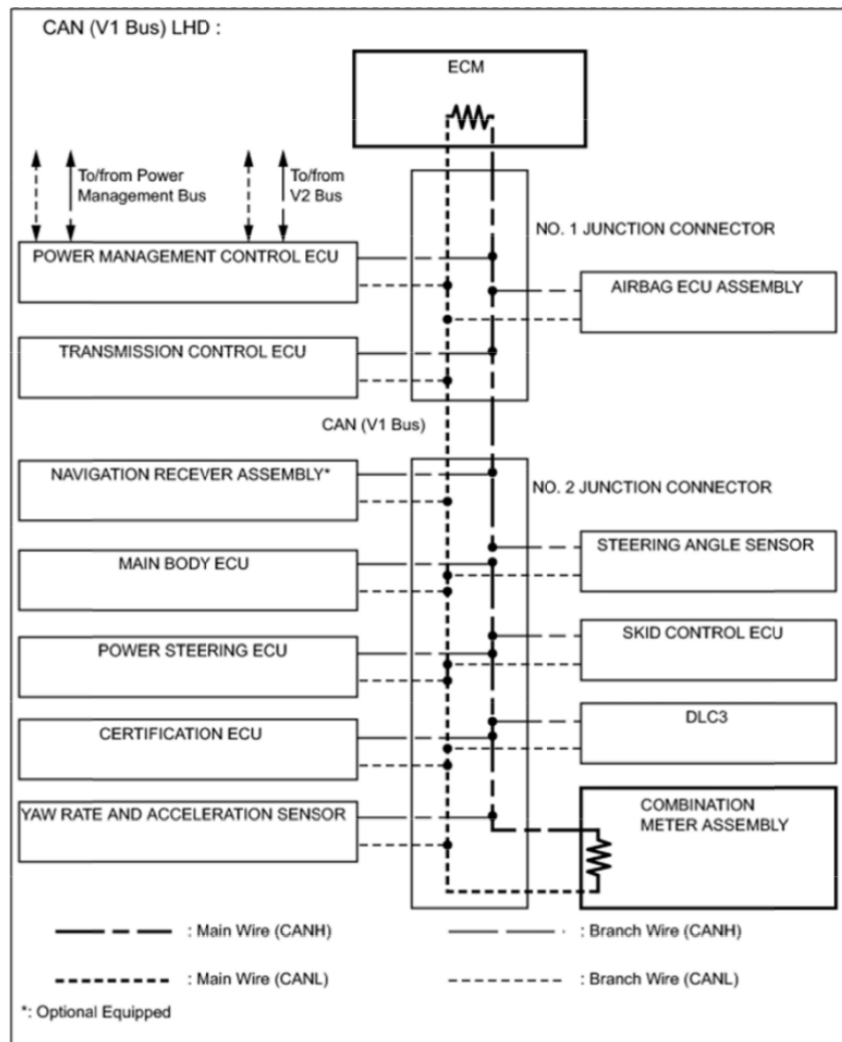 CAN (V1 Bus) LHD :
ECM
To/from Power
Management Bus
To/from
V2 Bus
NO. 1 JUNCTION CONNECTOR
POWER MANAGEMENT CONTROL ECU
AIRBAG ECU ASSEMBLY
TRANSMISSION CONTROL ECU
CAN (V1 Bus)
NAVIGATION RECEVER ASSEMBLY*
NO. 2 JUNCTION CONNECTOR
STEERING ANGLE SENSOR
MAIN BODY ECU
SKID CONTROL ECU
POWER STEERING ECU
DLC3
CERTIFICATION ECU
COMBINATION
METER ASSEMBLY
YAW RATE AND ACCELERATION SENSOR
: Main Wire (CANH)
: Branch Wire (CANH)
: Main Wire (CANL)
: Branch Wire (CANL)
*: Optional Equipped